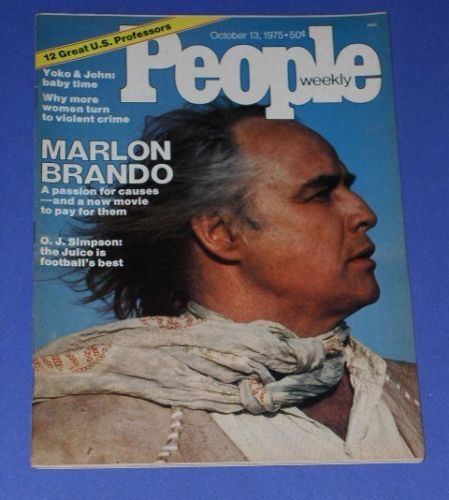 12 Great U.S. Professors
October 13, 1975 • 50¢
People
weekly
Yoko & John:
baby time
Why more
women turn
to violent crime
MARLON
BRANDO
A passion for causes
—and a new movie
to pay for them
O. J. Simpson:
the Juice is
football's best